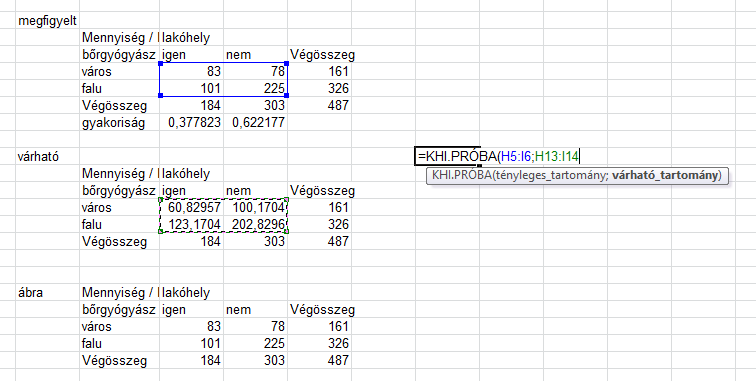 megfigyelt
Mennyiség / lakóhely
bőrgyógyász igen nem Végösszeg
város 83 78 161
falu 101 225 326
Végösszeg 184 303 487
gyakoriság 0,377823 0,622177
várható =KHI.PRÓBA(H5:I6;H13:I14
Mennyiség / lakóhely KHI.PRÓBA(tényleges_tartomány; várható_tartomány)
bőrgyógyász igen nem Végösszeg
város 60,82957 100,1704 161
falu 123,1704 202,8296 326
Végösszeg 184 303 487
ábra Mennyiség / lakóhely
bőrgyógyász igen nem Végösszeg
város 83 78 161
falu 101 225 326
Végösszeg 184 303 487